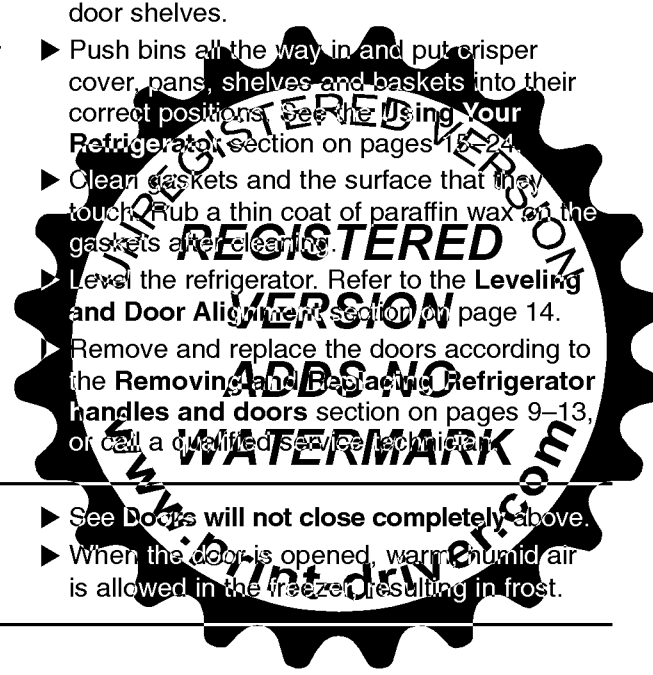 door shelves.
▶ Push bins all the way in and put crisper
cover, pans, shelves and baskets into their
correct positions. See the Using Your
Refrigerator section on pages 15–24.
▶ Clean gaskets and the surface that they
touch. Rub a thin coat of paraffin wax on the
gaskets after cleaning.
▶ Level the refrigerator. Refer to the Leveling
and Door Alignment section on page 14.
▶ Remove and replace the doors according to
the Removing and Replacing Refrigerator
handles and doors section on pages 9–13,
or call a qualified service technician.
▶ See Doors will not close completely above.
▶ When the door is opened, warm, humid air
is allowed in the freezer, resulting in frost.
UNREGISTERED VERSION
REGISTERED
VERSION
ADDS NO
WATERMARK
www.print-driver.com